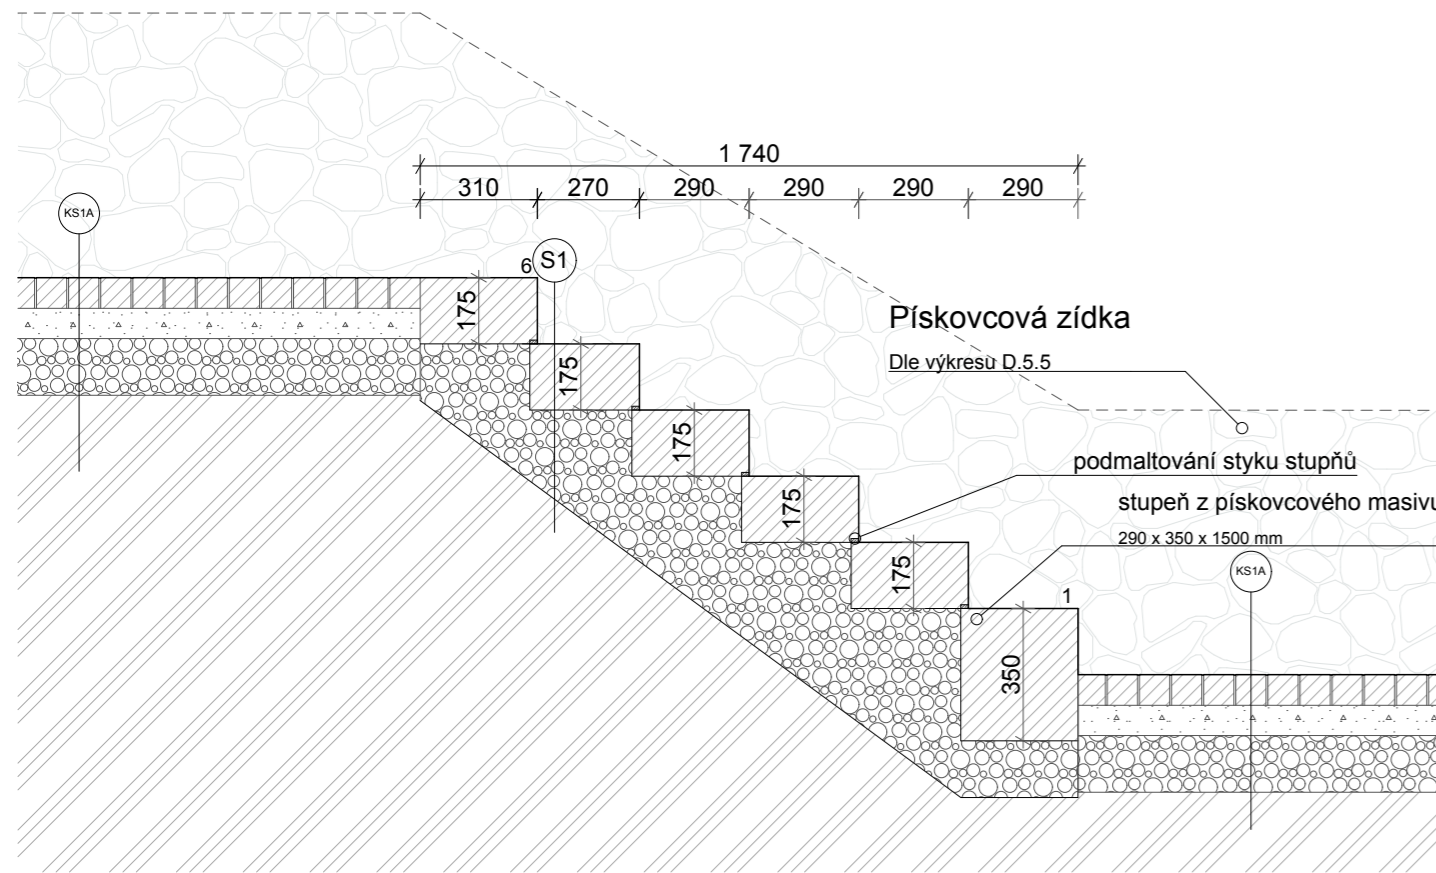 1 740
310 270 290 290 290 290
KS1A
6 S1
175
175
175
175
175
350
Pískovcová zídka
Dle výkresu D.5.5
podmaltování styku stupňů
stupeň z pískovcového masivu
290 x 350 x 1500 mm
KS1A
1